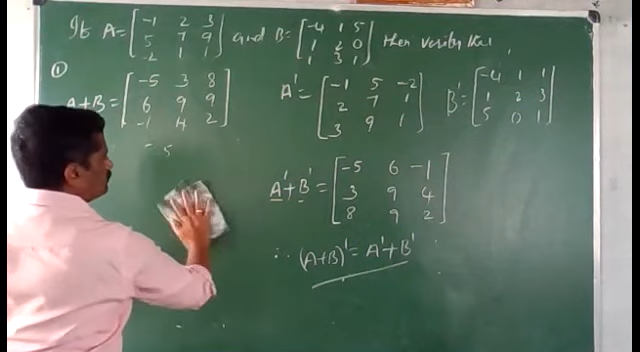 If A = [ -1 2 3 and B = [ -4 1 5 then verify that ,
5 7 9 1 2 0
-2 1 1 ] 1 3 1 ]
①
A+B = [ -5 3 8
6 9 9
-1 4 2 ]
= 5
A' = [ -1 5 -2
2 7 1
3 9 1 ]
B' = [ -4 1 1
1 2 3
5 0 1 ]
A' + B' = [ -5 6 -1
3 9 4
8 9 2 ]
∴ (A+B)' = A' + B'